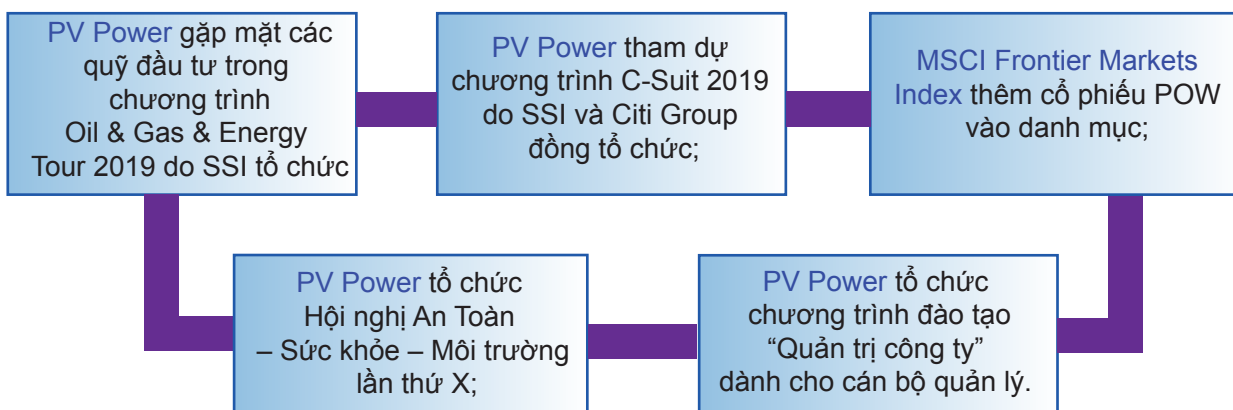 PV Power gặp mặt các
quỹ đầu tư trong
chương trình
Oil & Gas & Energy
Tour 2019 do SSI tổ chức
PV Power tham dự
chương trình C-Suit 2019
do SSI và Citi Group
đồng tổ chức;
MSCI Frontier Markets
Index thêm cổ phiếu POW
vào danh mục;
PV Power tổ chức
Hội nghị An Toàn
– Sức khỏe – Môi trường
lần thứ X;
PV Power tổ chức
chương trình đào tạo
“Quản trị công ty”
dành cho cán bộ quản lý.